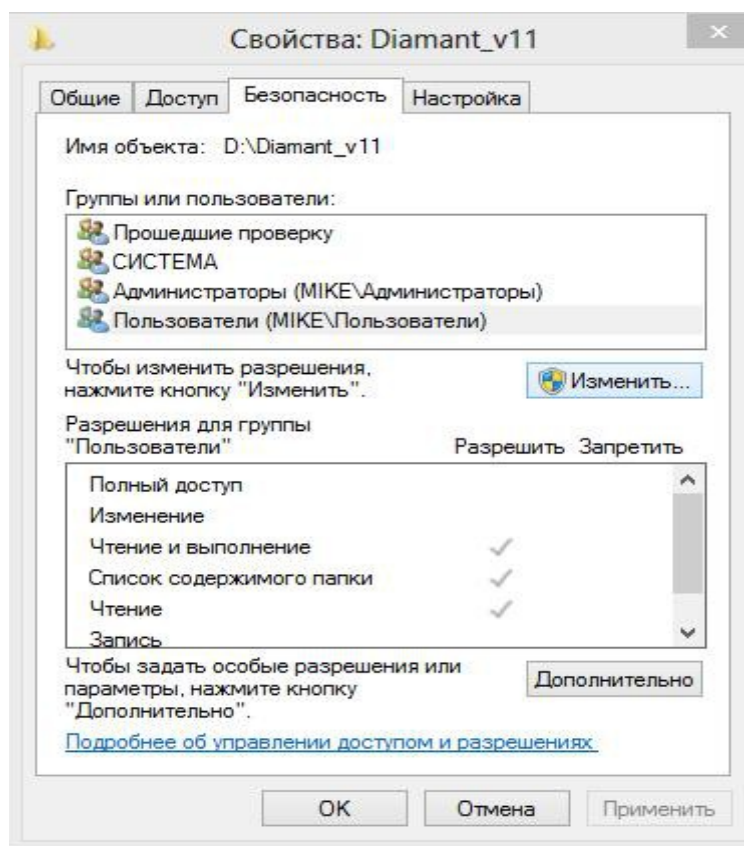 Свойства: Diamant_v11
Общие Доступ Безопасность Настройка
Имя объекта: D:\Diamant_v11
Группы или пользователи:
Прошедшие проверку
СИСТЕМА
Администраторы (MIKE\Администраторы)
Пользователи (MIKE\Пользователи)
Чтобы изменить разрешения,
нажмите кнопку "Изменить".
Изменить...
Разрешения для группы
"Пользователи"
Разрешить Запретить
Полный доступ
Изменение
Чтение и выполнение
Список содержимого папки
Чтение
Запись
Чтобы задать особые разрешения или
параметры, нажмите кнопку
"Дополнительно".
Дополнительно
Подробнее об управлении доступом и разрешениях
OK Отмена Применить